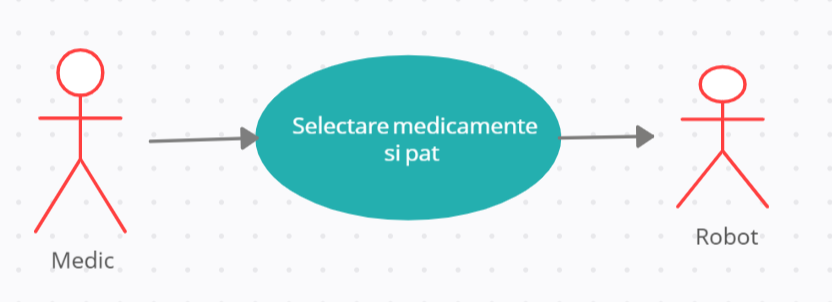 Selectare medicamente
si pat
Medic
Robot